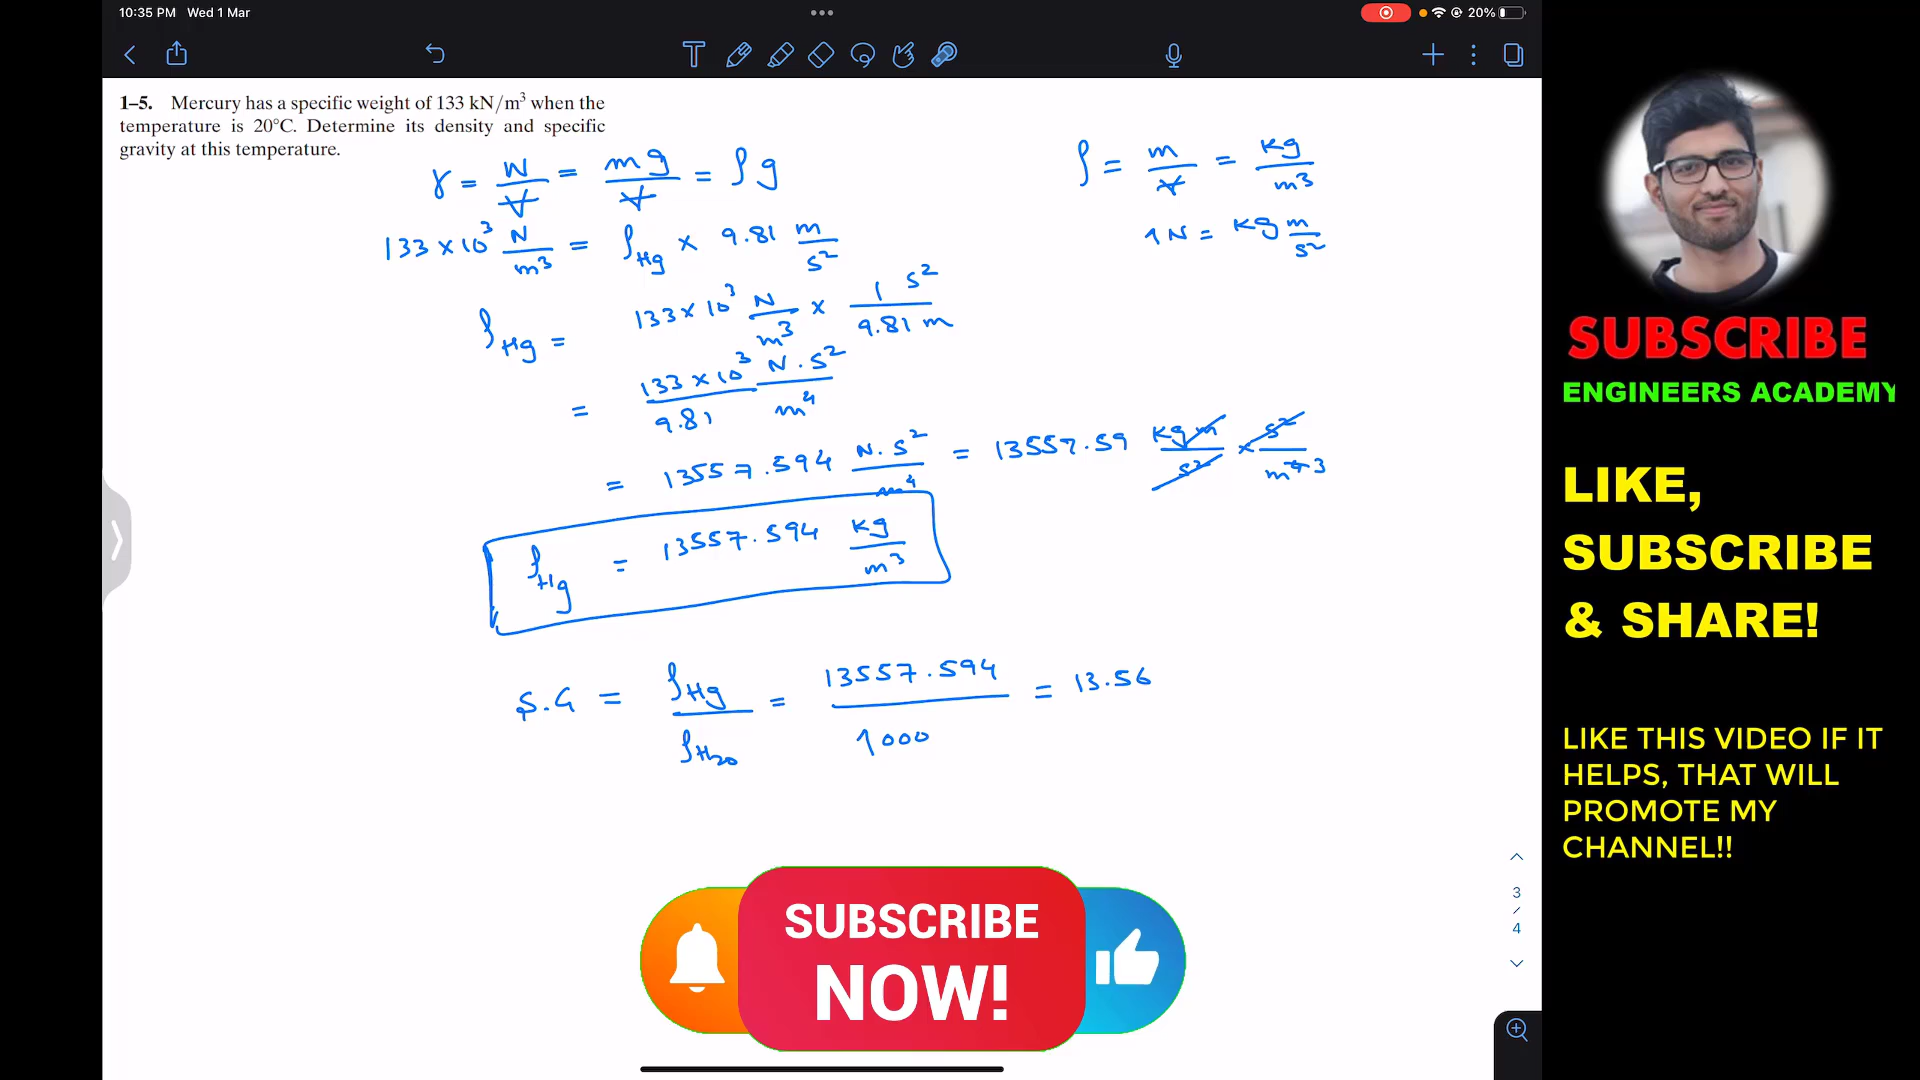 10:35 PM Wed 1 Mar
20%
1–5. Mercury has a specific weight of 133 kN/m³ when the
temperature is 20°C. Determine its density and specific
gravity at this temperature.
γ = W/V = mg/V = ρg
133 × 10³ N/m³ = ρHg × 9.81 m/s²
ρHg = 133 × 10³ N/m³ × 1 s²/9.81 m
= 133 × 10³/9.81 N.s²/m⁴
= 13557.594 N.s²/m⁴ = 13557.59 kg m/s² × s²/m⁴ 3
ρHg = 13557.594 kg/m³
S.G = ρHg/ρH₂O = 13557.594/1000 = 13.56
ρ = m/V = kg/m³
1N = kg m/s²
3
/
4
SUBSCRIBE
NOW!
SUBSCRIBE
ENGINEERS ACADEMY
LIKE,
SUBSCRIBE
& SHARE!
LIKE THIS VIDEO IF IT
HELPS, THAT WILL
PROMOTE MY
CHANNEL!!